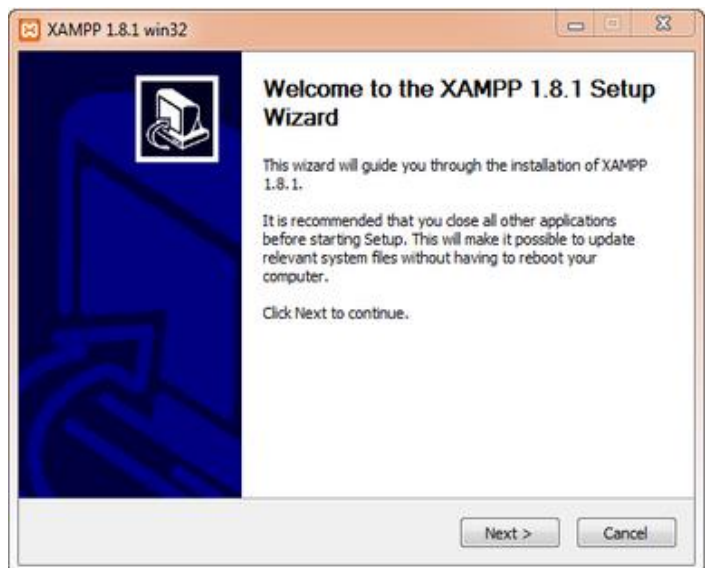 XAMPP 1.8.1 win32
Welcome to the XAMPP 1.8.1 Setup
Wizard
This wizard will guide you through the installation of XAMPP
1.8.1.
It is recommended that you close all other applications
before starting Setup. This will make it possible to update
relevant system files without having to reboot your
computer.
Click Next to continue.
Next >
Cancel